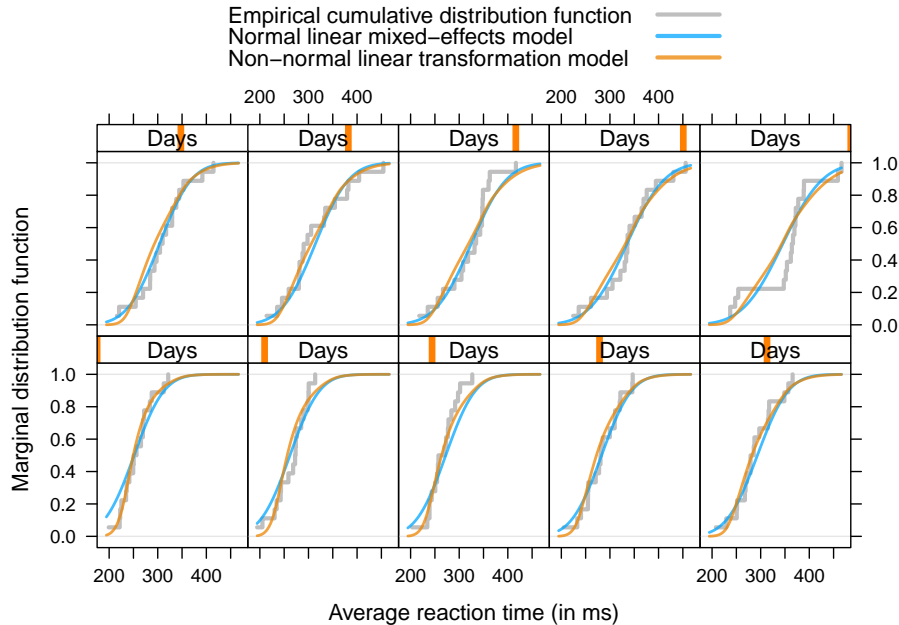 Empirical cumulative distribution function
Normal linear mixed−effects model
Non−normal linear transformation model
200 300 400 200 300 400
Days Days Days Days Days
1.0
0.8
0.6
0.4
0.2
0.0
Days Days Days Days Days
1.0
0.8
0.6
0.4
0.2
0.0
200 300 400 200 300 400 200 300 400
Marginal distribution function
Average reaction time (in ms)